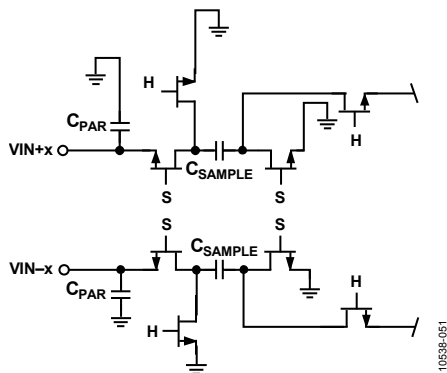 H
C_PAR
VIN+x
C_SAMPLE
H
S
S
S
C_SAMPLE
S
VIN–x
C_PAR
H
H
10538-051